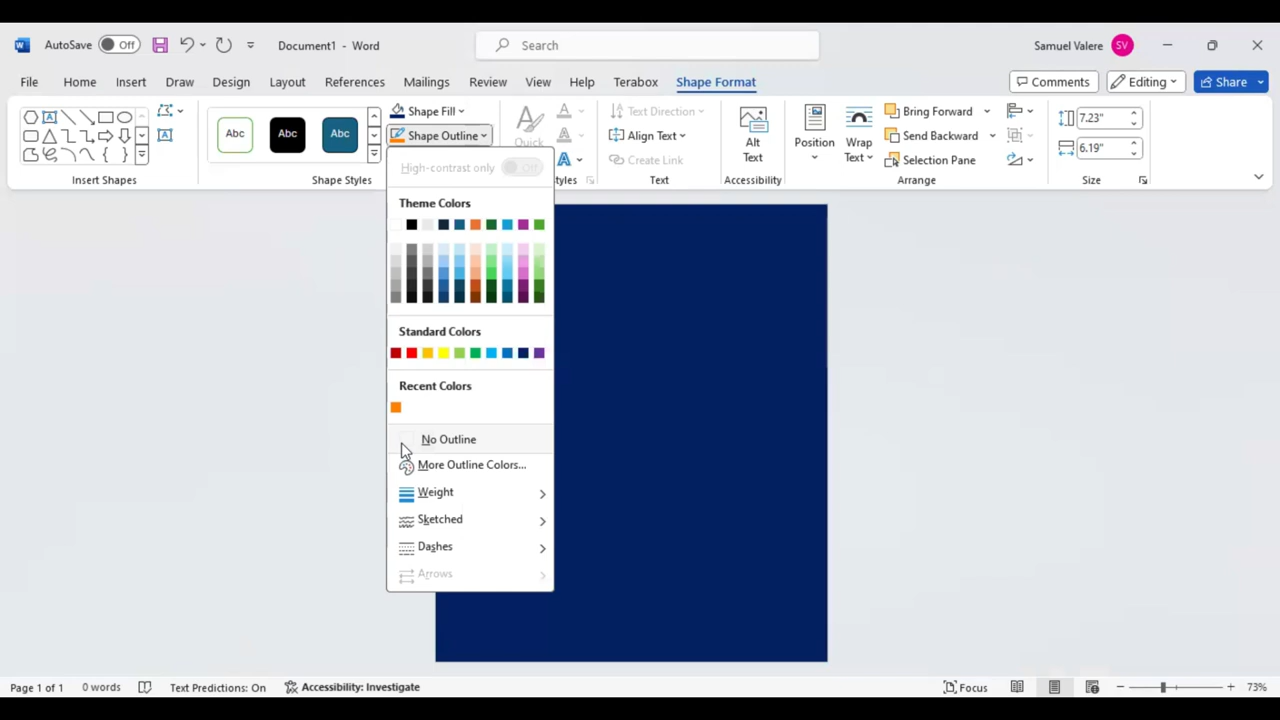 AutoSave Off Document1 - Word Search Samuel Valere SV
File Home Insert Draw Design Layout References Mailings Review View Help Terabox Shape Format Comments Editing Share
Abc Abc Abc
Shape Fill
Shape Outline
Quick
Text Direction
Align Text
Create Link
Alt
Text
Position
Wrap
Text
Bring Forward
Send Backward
Selection Pane
7.23"
6.19"
Insert Shapes Shape Styles Text Accessibility Arrange Size
High-contrast only Off
Theme Colors
Standard Colors
Recent Colors
No Outline
More Outline Colors...
Weight
Sketched
Dashes
Arrows
Page 1 of 1 0 words Text Predictions: On Accessibility: Investigate Focus 73%